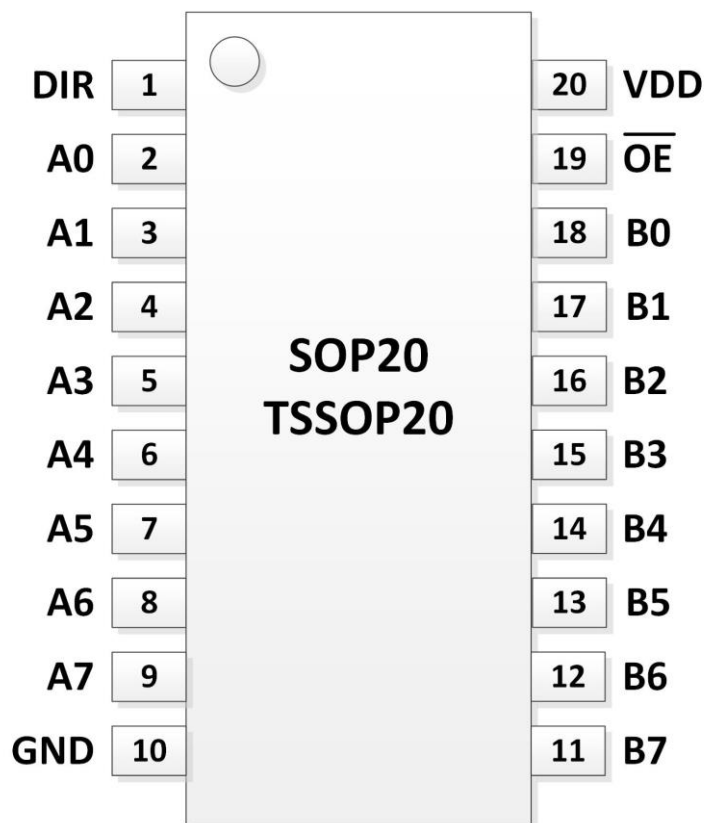 DIR 1 20 VDD
A0 2 19 O̅E̅
A1 3 18 B0
A2 4 17 B1
A3 5 16 B2
SOP20
TSSOP20
A4 6 15 B3
A5 7 14 B4
A6 8 13 B5
A7 9 12 B6
GND 10 11 B7